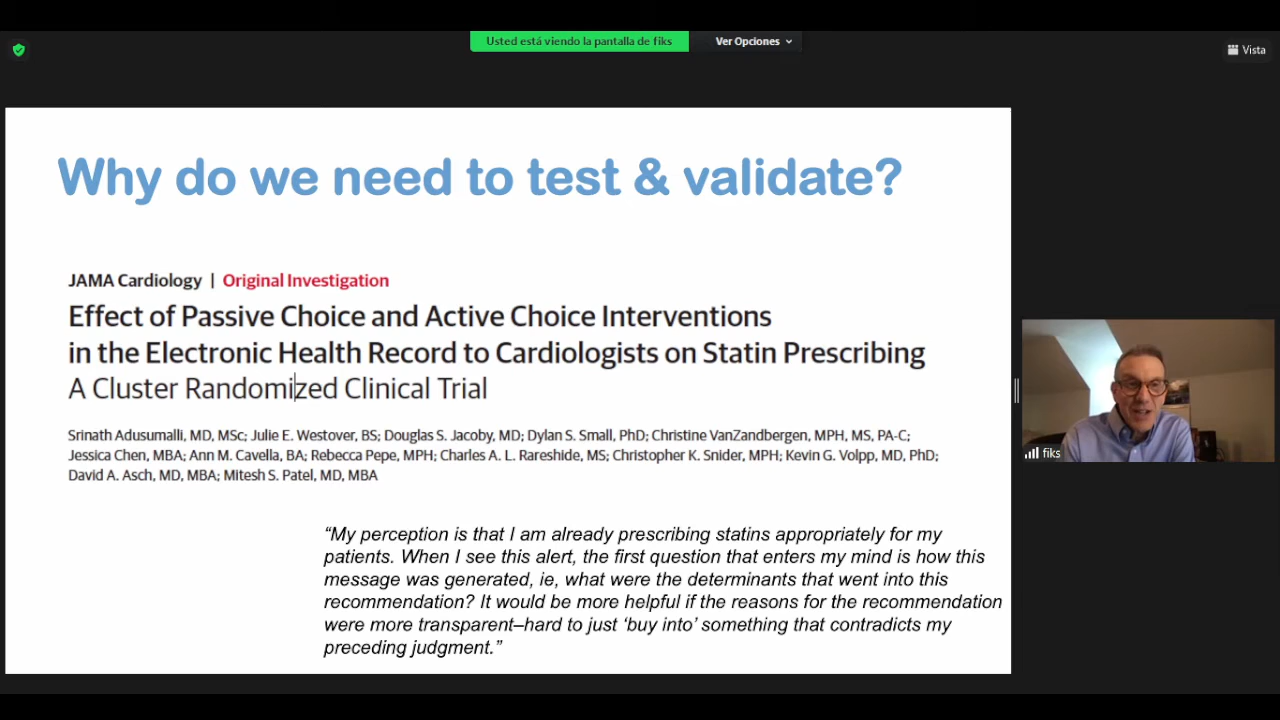 Usted está viendo la pantalla de fiks
Ver Opciones
Vista
Why do we need to test & validate?
JAMA Cardiology | Original Investigation
Effect of Passive Choice and Active Choice Interventions
in the Electronic Health Record to Cardiologists on Statin Prescribing
A Cluster Randomized Clinical Trial
Srinath Adusumalli, MD, MSc; Julie E. Westover, BS; Douglas S. Jacoby, MD; Dylan S. Small, PhD; Christine VanZandbergen, MPH, MS, PA-C;
Jessica Chen, MBA; Ann M. Cavella, BA; Rebecca Pepe, MPH; Charles A. L. Rareshide, MS; Christopher K. Snider, MPH; Kevin G. Volpp, MD, PhD;
David A. Asch, MD, MBA; Mitesh S. Patel, MD, MBA
“My perception is that I am already prescribing statins appropriately for my
patients. When I see this alert, the first question that enters my mind is how this
message was generated, ie, what were the determinants that went into this
recommendation? It would be more helpful if the reasons for the recommendation
were more transparent–hard to just ‘buy into’ something that contradicts my
preceding judgment.”
fiks